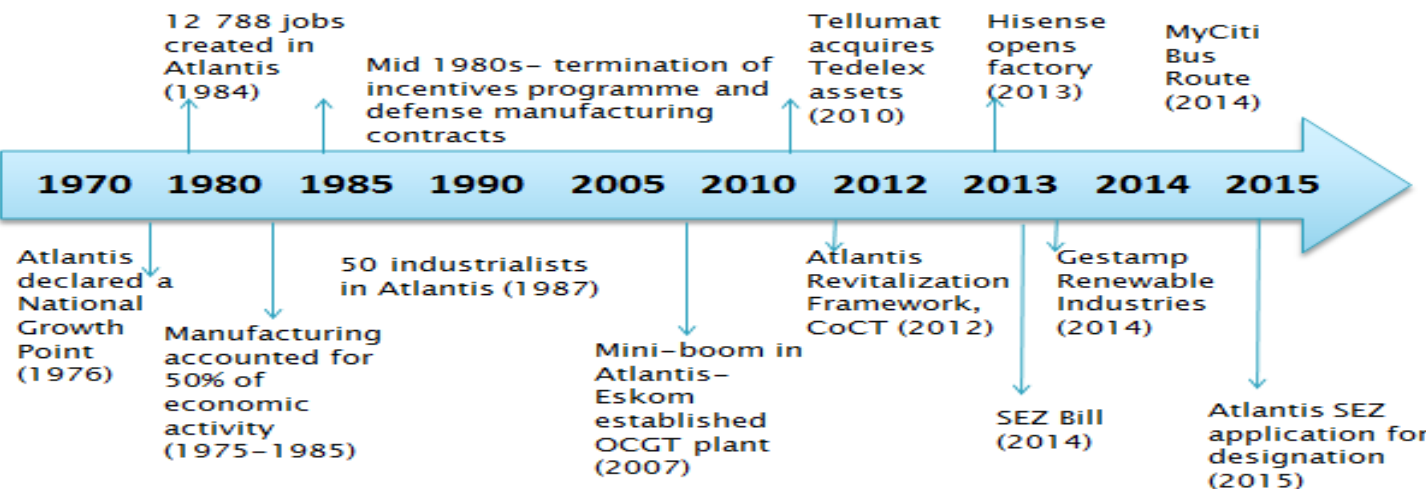 12 788 jobs
created in
Atlantis
(1984)
Mid 1980s- termination of
incentives programme and
defense manufacturing
contracts
Tellumat
acquires
Tedelex
assets
(2010)
Hisense
opens
factory
(2013)
MyCiti
Bus
Route
(2014)
1970 1980 1985 1990 2005 2010 2012 2013 2014 2015
Atlantis
declared a
National
Growth
Point
(1976)
Manufacturing
accounted for
50% of
economic
activity
(1975-1985)
50 industrialists
in Atlantis (1987)
Mini-boom in
Atlantis-
Eskom
established
OCGT plant
(2007)
Atlantis
Revitalization
Framework,
CoCT (2012)
SEZ Bill
(2014)
Gestamp
Renewable
Industries
(2014)
Atlantis SEZ
application for
designation
(2015)